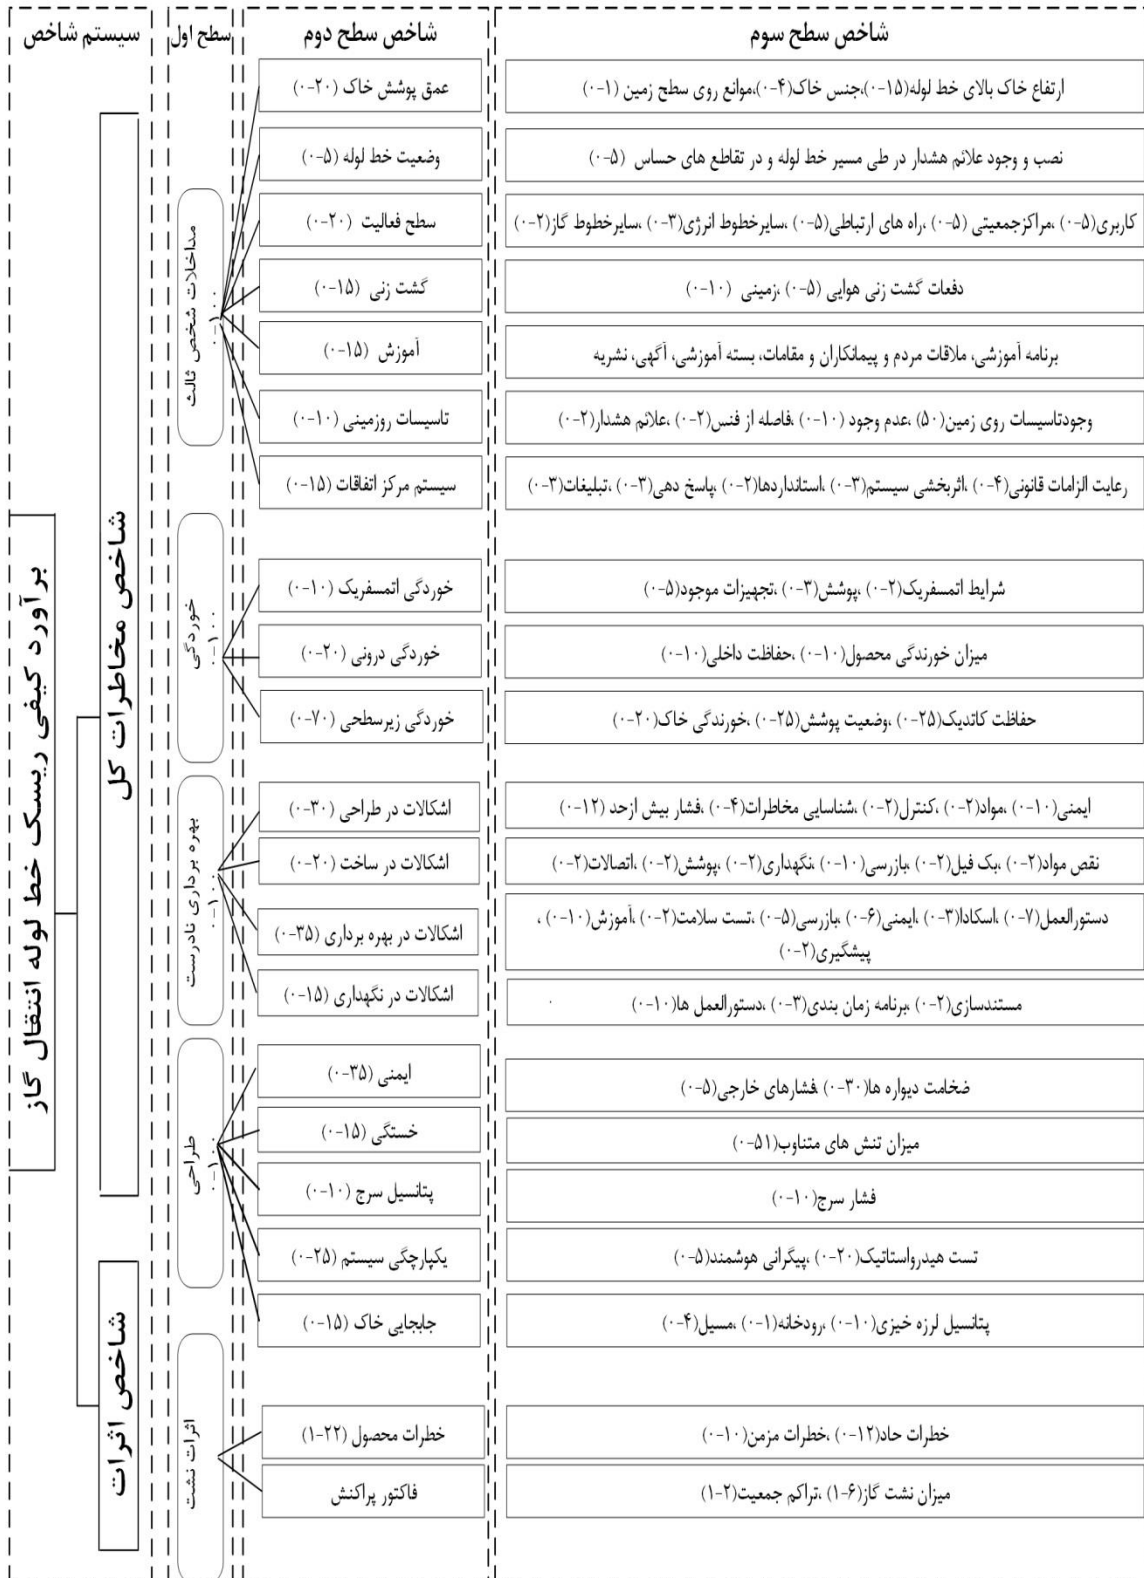 سیستم شاخص
سطح اول
شاخص سطح دوم
شاخص سطح سوم
برآورد کیفی ریسک خط لوله انتقال گاز
شاخص مخاطرات کل
مداخلات شخص ثالث
۰-۱۰۰
عمق پوشش خاک (۰-۲۰)
ارتفاع خاک بالای خط لوله(۰-۱۵)،جنس خاک(۰-۴)،موانع روی سطح زمین (۰-۱)
وضعیت خط لوله (۰-۵)
نصب و وجود علائم هشدار در طی مسیر خط لوله و در تقاطع های حساس (۰-۵)
سطح فعالیت (۰-۲۰)
کاربری(۰-۵) ،مراکزجمعیتی (۰-۵) ،راه های ارتباطی(۰-۵) ،سایرخطوط انرژی(۰-۳) ،سایرخطوط گاز(۰-۲)
گشت زنی (۰-۱۵)
دفعات گشت زنی هوایی (۰-۵) ،زمینی (۰-۱۰)
آموزش (۰-۱۵)
برنامه آموزشی، ملاقات مردم و پیمانکاران و مقامات، بسته آموزشی، آگهی، نشریه
تاسیسات روزمینی (۰-۱۰)
وجودتاسیسات روی زمین(۵۰) ،عدم وجود (۰-۱۰) ،فاصله از فنس(۰-۲) ،علائم هشدار(۰-۲)
سیستم مرکز اتفاقات (۰-۱۵)
رعایت الزامات قانونی(۰-۴) ،اثربخشی سیستم(۰-۳) ،استانداردها(۰-۲) ،پاسخ دهی(۰-۳) ،تبلیغات(۰-۳)
خوردگی
۰-۱۰۰
خوردگی اتمسفریک (۰-۱۰)
شرایط اتمسفریک(۰-۲) ،پوشش(۰-۳) ،تجهیزات موجود(۰-۵)
خوردگی درونی (۰-۲۰)
میزان خورندگی محصول(۰-۱۰) ،حفاظت داخلی(۰-۱۰)
خوردگی زیرسطحی (۰-۷۰)
حفاظت کاتدیک(۰-۲۵) ،وضعیت پوشش(۰-۲۵) ،خورندگی خاک(۰-۲۰)
بهره برداری نادرست
۰-۱۰۰
اشکالات در طراحی (۰-۳۰)
ایمنی(۰-۱۰) ،مواد(۰-۲) ،کنترل(۰-۲) ،شناسایی مخاطرات(۰-۴) ،فشار بیش ازحد (۰-۱۲)
اشکالات در ساخت (۰-۲۰)
نقص مواد(۰-۲) ،بک فیل(۰-۲) ،بازرسی(۰-۱۰) ،نگهداری(۰-۲) ،پوشش(۰-۲) ،اتصالات(۰-۲)
اشکالات در بهره برداری (۰-۳۵)
دستورالعمل(۰-۷) ،اسکادا(۰-۳) ،ایمنی(۰-۶) ،بازرسی(۰-۵) ،تست سلامت(۰-۲) ،آموزش(۰-۱۰) ،
پیشگیری(۰-۲)
اشکالات در نگهداری (۰-۱۵)
مستندسازی(۰-۲) ،برنامه زمان بندی(۰-۳) ،دستورالعمل ها(۰-۱۰)
طراحی
۰-۱۰۰
ایمنی (۰-۳۵)
ضخامت دیواره ها(۰-۳۰) ،فشارهای خارجی(۰-۵)
خستگی (۰-۱۵)
میزان تنش های متناوب(۰-۵۱)
پتانسیل سرج (۰-۱۰)
فشار سرج(۰-۱۰)
یکپارچگی سیستم (۰-۲۵)
تست هیدرواستاتیک(۰-۲۰) ،پیگرانی هوشمند(۰-۵)
جابجایی خاک (۰-۱۵)
پتانسیل لرزه خیزی(۰-۱۰) ،رودخانه(۰-۱) ،مسیل(۰-۴)
شاخص اثرات
اثرات نشت
خطرات محصول (۱-۲۲)
خطرات حاد(۰-۱۲) ،خطرات مزمن(۰-۱۰)
فاکتور پراکنش
میزان نشت گاز(۱-۶) ،تراکم جمعیت(۱-۲)